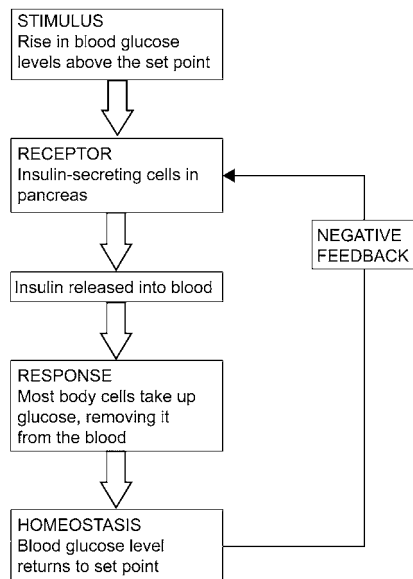 STIMULUS
Rise in blood glucose
levels above the set point
RECEPTOR
Insulin-secreting cells in
pancreas
NEGATIVE
FEEDBACK
Insulin released into blood
RESPONSE
Most body cells take up
glucose, removing it
from the blood
HOMEOSTASIS
Blood glucose level
returns to set point